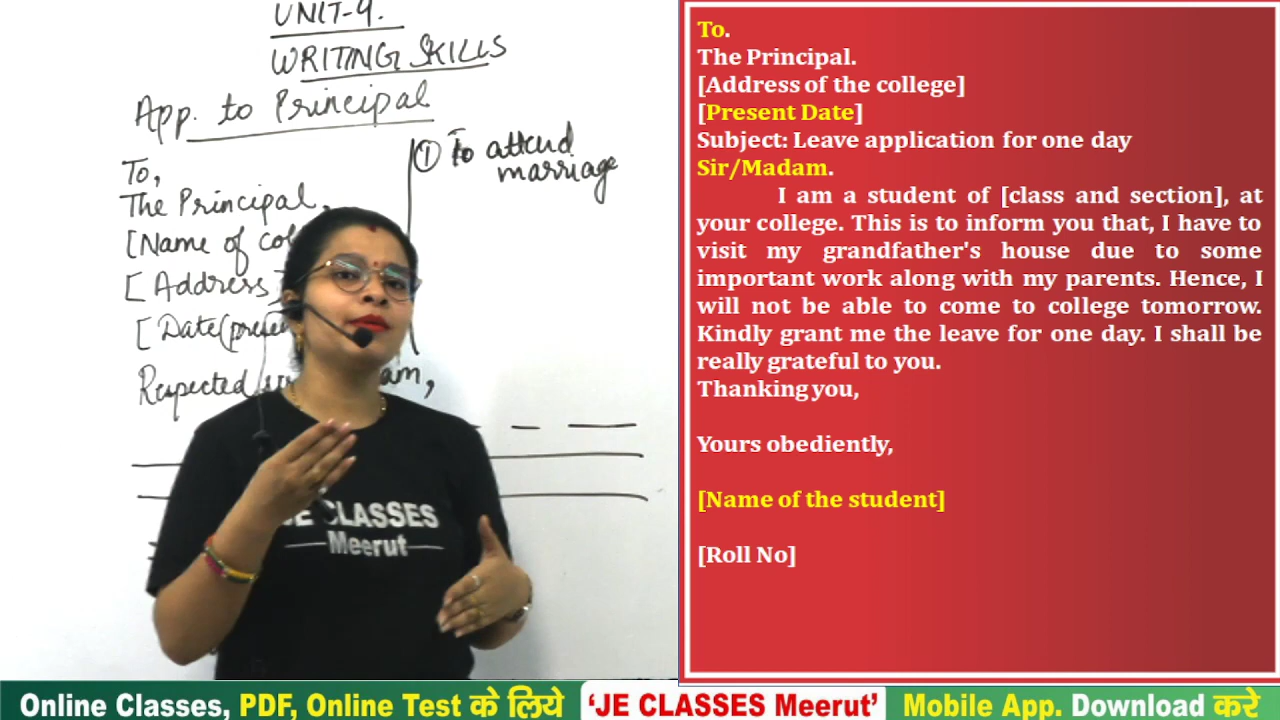 UNIT-4.
WRITING SKILLS
App. to Principal
To,
The Principal,
[Name of
[Address]
[Date
Respected
① To attend
marriage
CLASSES
Meerut
To.
The Principal.
[Address of the college]
[Present Date]
Subject: Leave application for one day
Sir/Madam.
I am a student of [class and section], at
your college. This is to inform you that, I have to
visit my grandfather's house due to some
important work along with my parents. Hence, I
will not be able to come to college tomorrow.
Kindly grant me the leave for one day. I shall be
really grateful to you.
Thanking you,
Yours obediently,
[Name of the student]
[Roll No]
Online Classes, PDF, Online Test के लिये 'JE CLASSES Meerut' Mobile App. Download करे